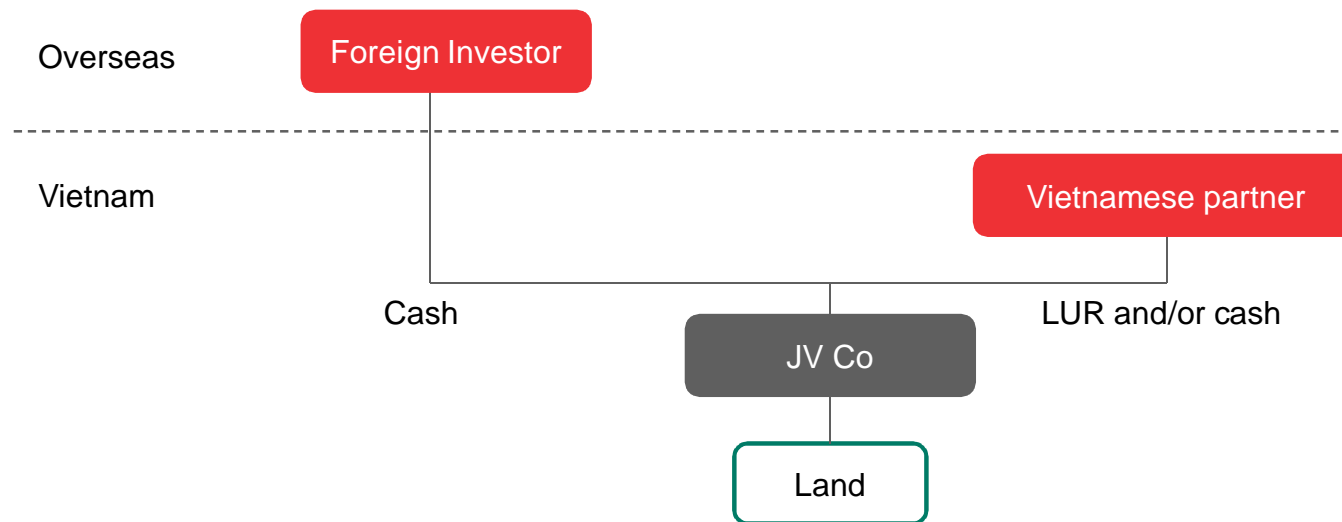 Overseas
Foreign Investor
Vietnam
Vietnamese partner
Cash
LUR and/or cash
JV Co
Land